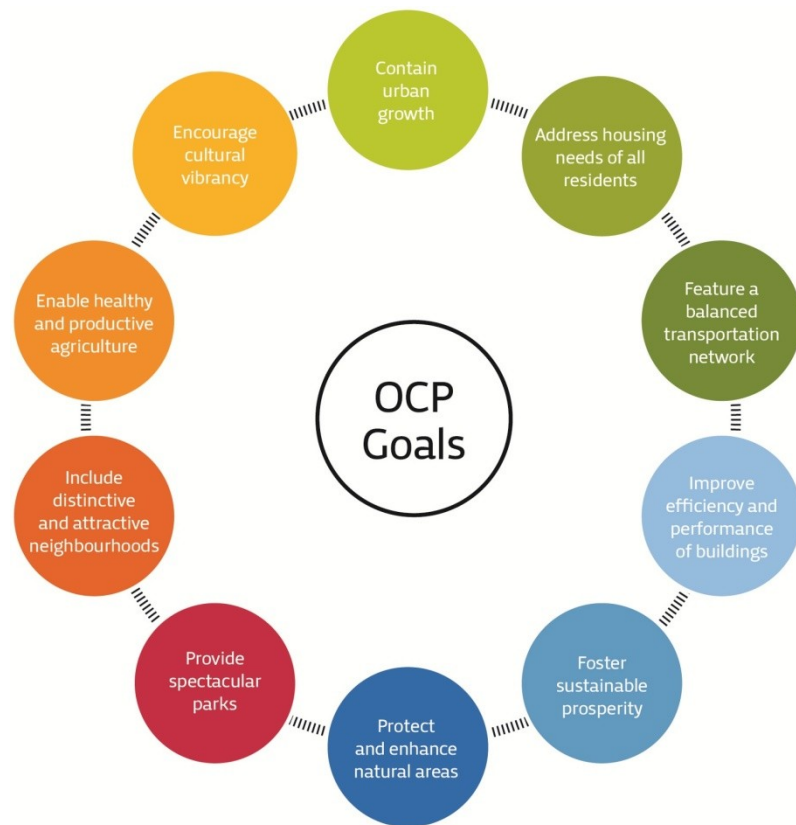 Contain
urban
growth
Address housing
needs of all
residents
Feature a
balanced
transportation
network
Improve
efficiency and
performance
of buildings
Foster
sustainable
prosperity
Protect
and enhance
natural areas
Provide
spectacular
parks
Include
distinctive
and attractive
neighbourhoods
Enable healthy
and productive
agriculture
Encourage
cultural
vibrancy
OCP
Goals